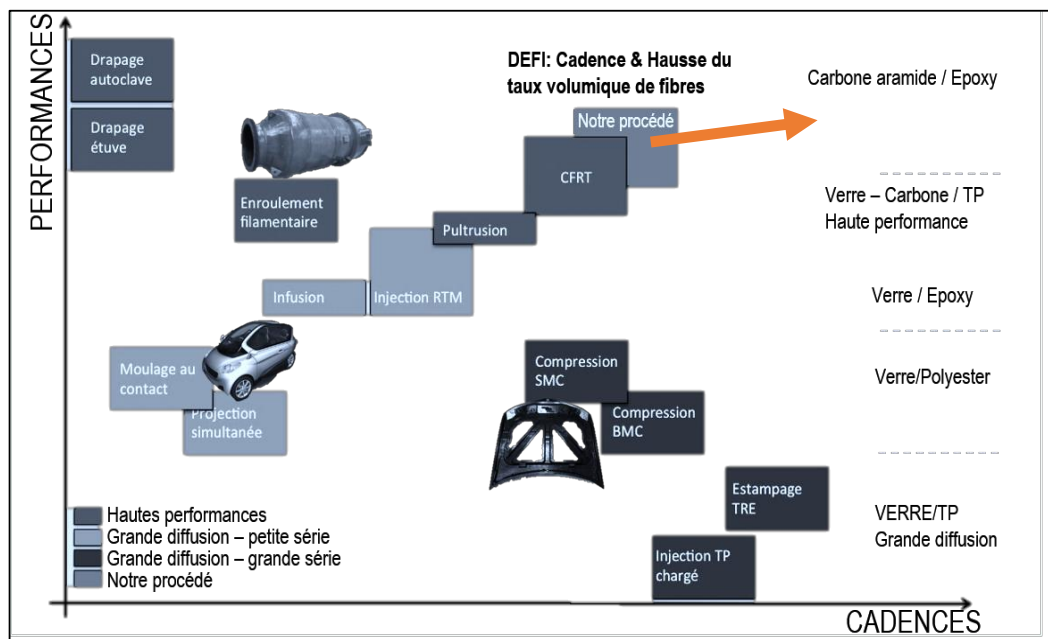 PERFORMANCES
Drapage
autoclave
Drapage
étuve
DEFI: Cadence & Hausse du
taux volumique de fibres
Carbone aramide / Epoxy
Notre procédé
CFRT
Enroulement
filamentaire
Verre – Carbone / TP
Haute performance
Pultrusion
Infusion
Injection RTM
Verre / Epoxy
Moulage au
contact
Projection
simultanée
Compression
SMC
Compression
BMC
Verre/Polyester
Estampage
TRE
Injection TP
chargé
VERRE/TP
Grande diffusion
Hautes performances
Grande diffusion – petite série
Grande diffusion – grande série
Notre procédé
CADENCES